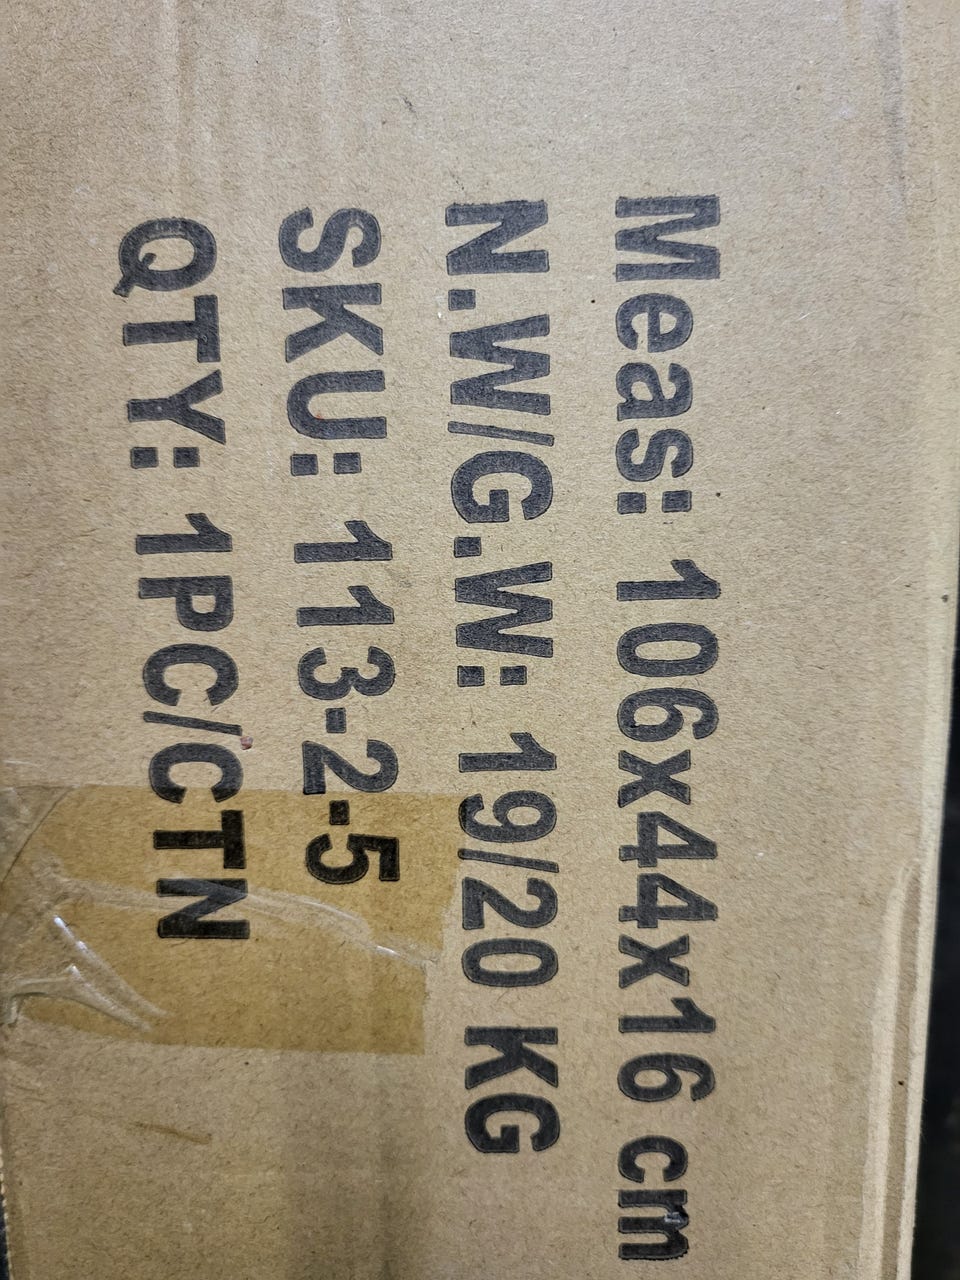 Meas: 106x44x16 cm
N.W/G.W: 19/20 KG
SKU: 113-2-5
QTY: 1PC/CTN